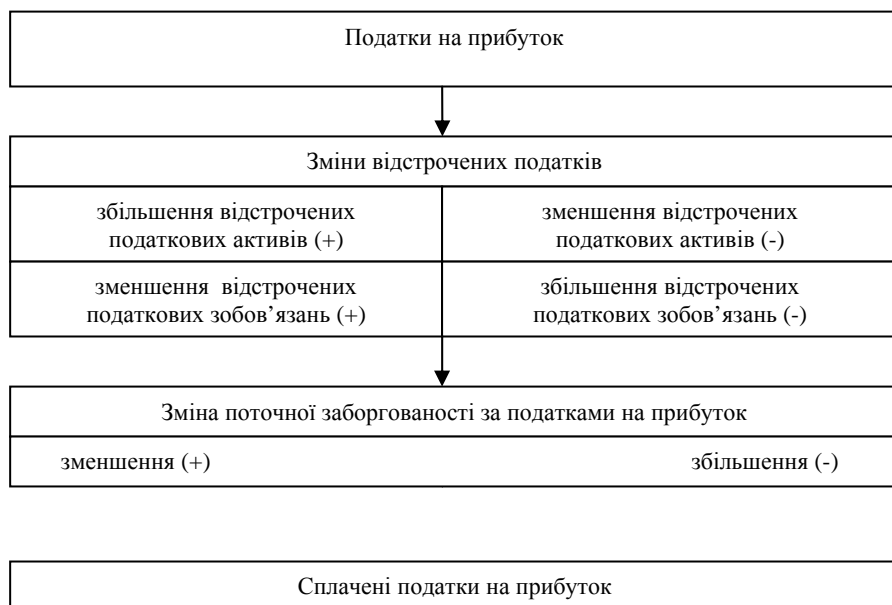 Податки на прибуток
Зміни відстрочених податків
збільшення відстрочених
податкових активів (+)
зменшення відстрочених
податкових активів (-)
зменшення  відстрочених
податкових зобов’язань (+)
збільшення відстрочених
податкових зобов’язань (-)
Зміна поточної заборгованості за податками на прибуток
зменшення (+)
збільшення (-)
Сплачені податки на прибуток